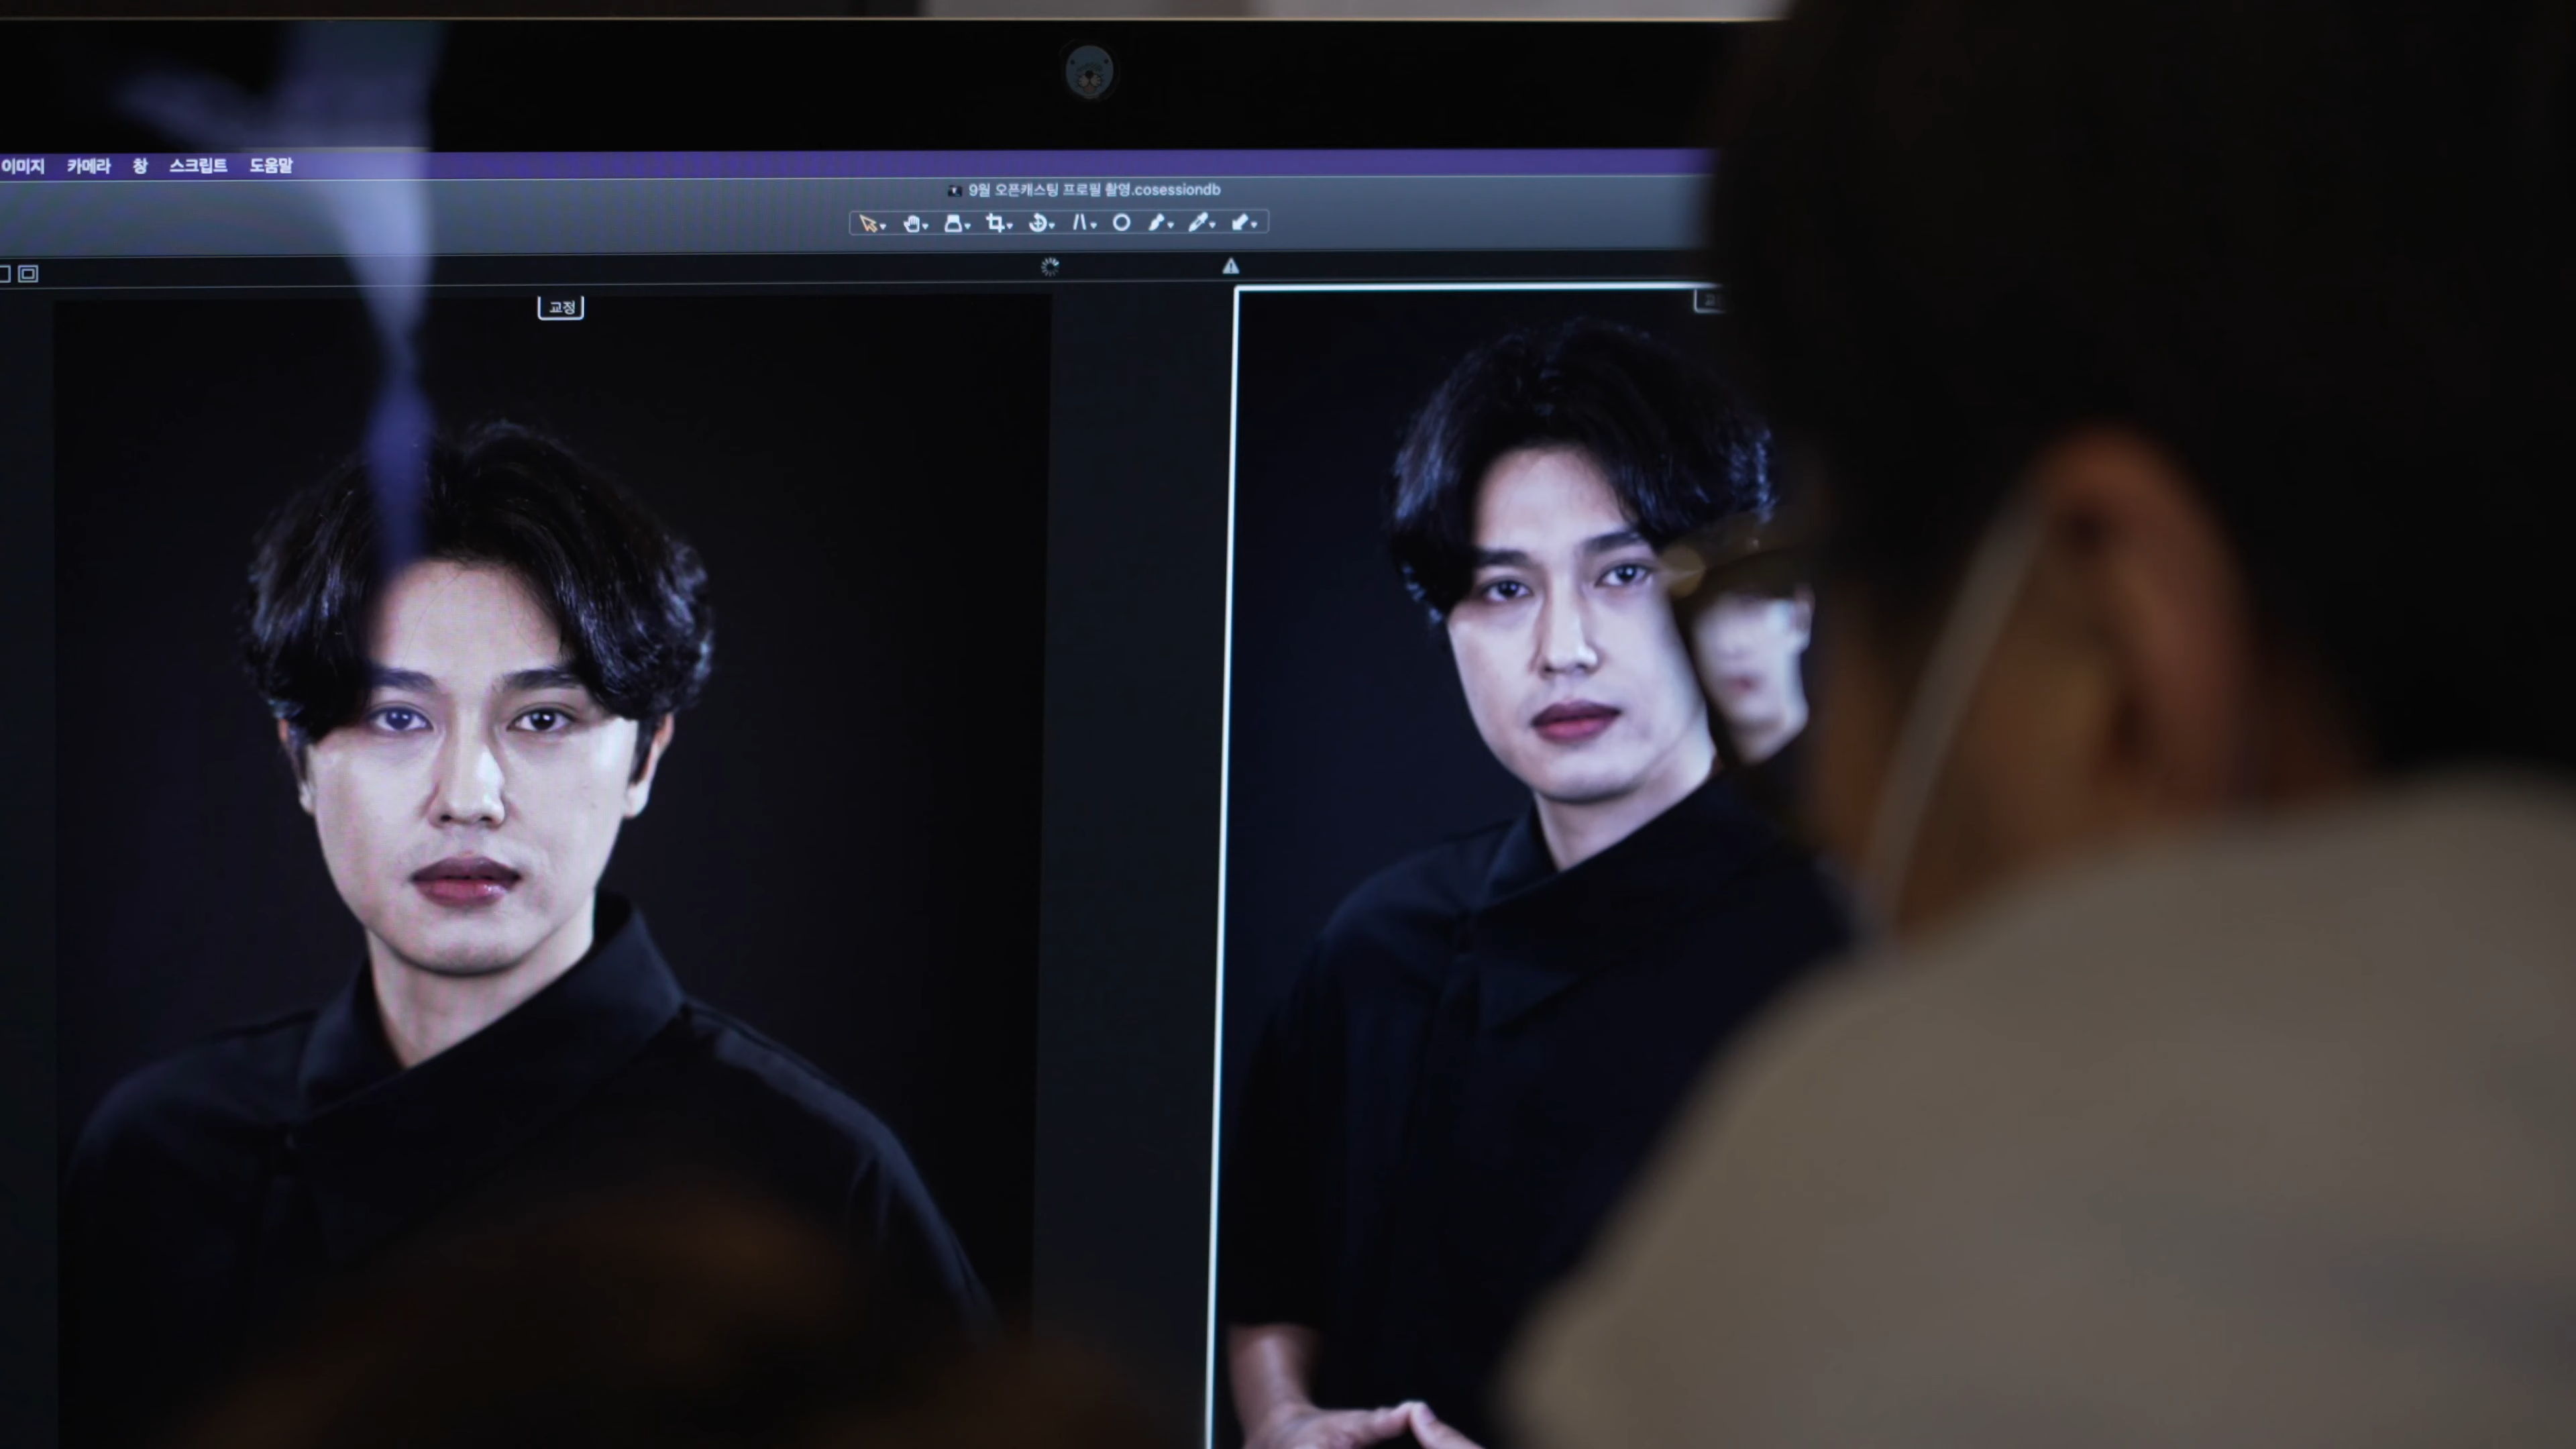 이미지 카메라 창 스크립트 도움말
9월 오픈캐스팅 프로필 촬영.cosessiondb
교정